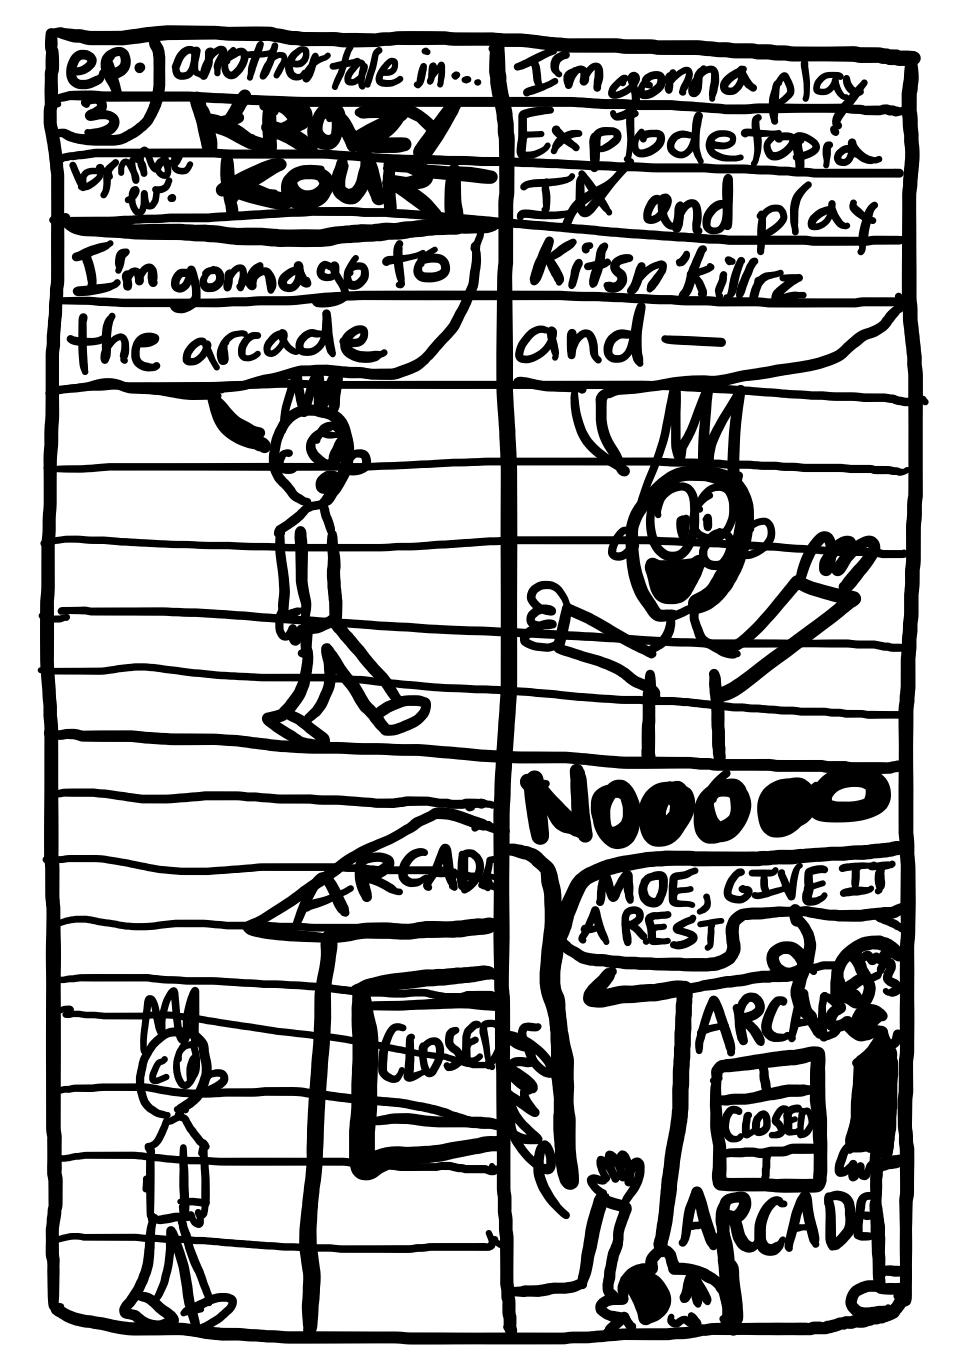 ep. 3
another tale in...
KRAZY
KOURT
I'm gonna go to
the arcade
I'm gonna play
Explodetopia
IX and play
Kitsn'killrz
and —
ARCADE
CLOSED
NOOOOO
MOE, GIVE IT
A REST
ARCADE
CLOSED
ARCADE